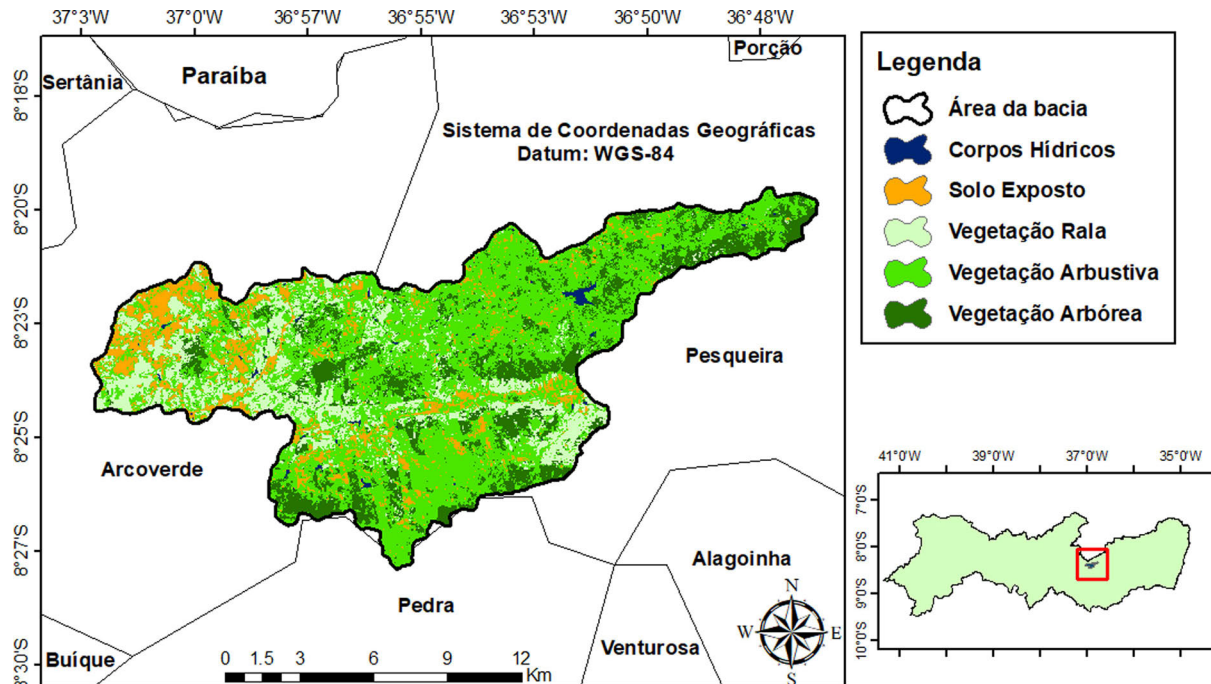 37°3'W 37°0'W 36°57'W 36°55'W 36°53'W 36°50'W 36°48'W
Porção
Sertânia
Paraíba
8°18'S
Sistema de Coordenadas Geográficas
Datum: WGS-84
8°20'S
8°23'S
Pesqueira
8°25'S
Arcoverde
8°27'S
Alagoinha
Pedra
Venturosa
Buíque
8°30'S
N
W E
S
0 1.5 3 6 9 12
Km
Legenda
Área da bacia
Corpos Hídricos
Solo Exposto
Vegetação Rala
Vegetação Arbustiva
Vegetação Arbórea
41°0'W 39°0'W 37°0'W 35°0'W
7°0'S
8°0'S
9°0'S
10°0'S